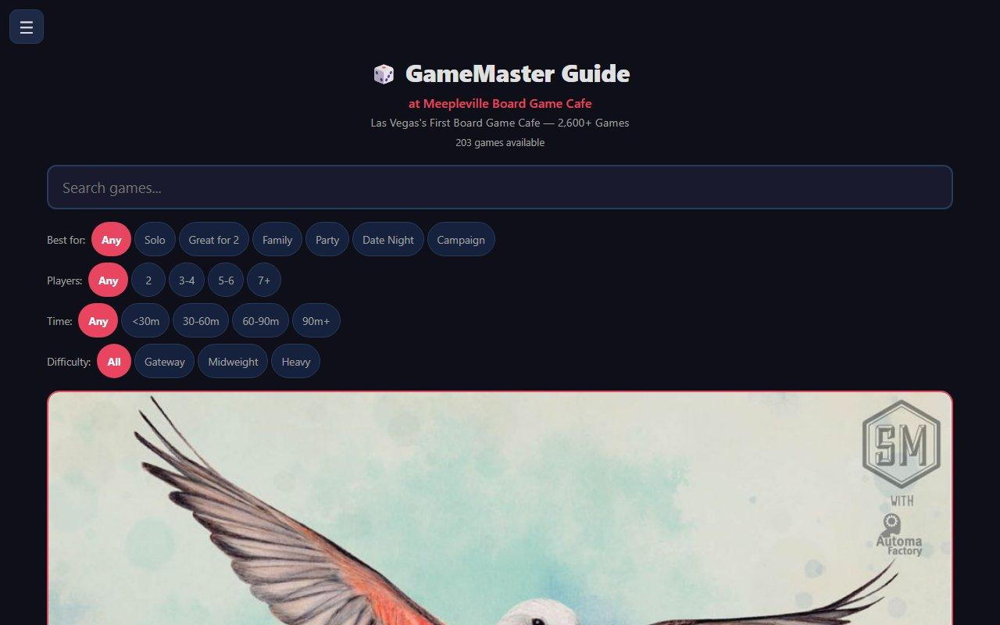 ☰
GameMaster Guide
at Meepleville Board Game Cafe
Las Vegas's First Board Game Cafe — 2,600+ Games
203 games available
Search games...
Best for: Any Solo Great for 2 Family Party Date Night Campaign
Players: Any 2 3-4 5-6 7+
Time: Any <30m 30-60m 60-90m 90m+
Difficulty: All Gateway Midweight Heavy
SM
WITH
Automa
Factory